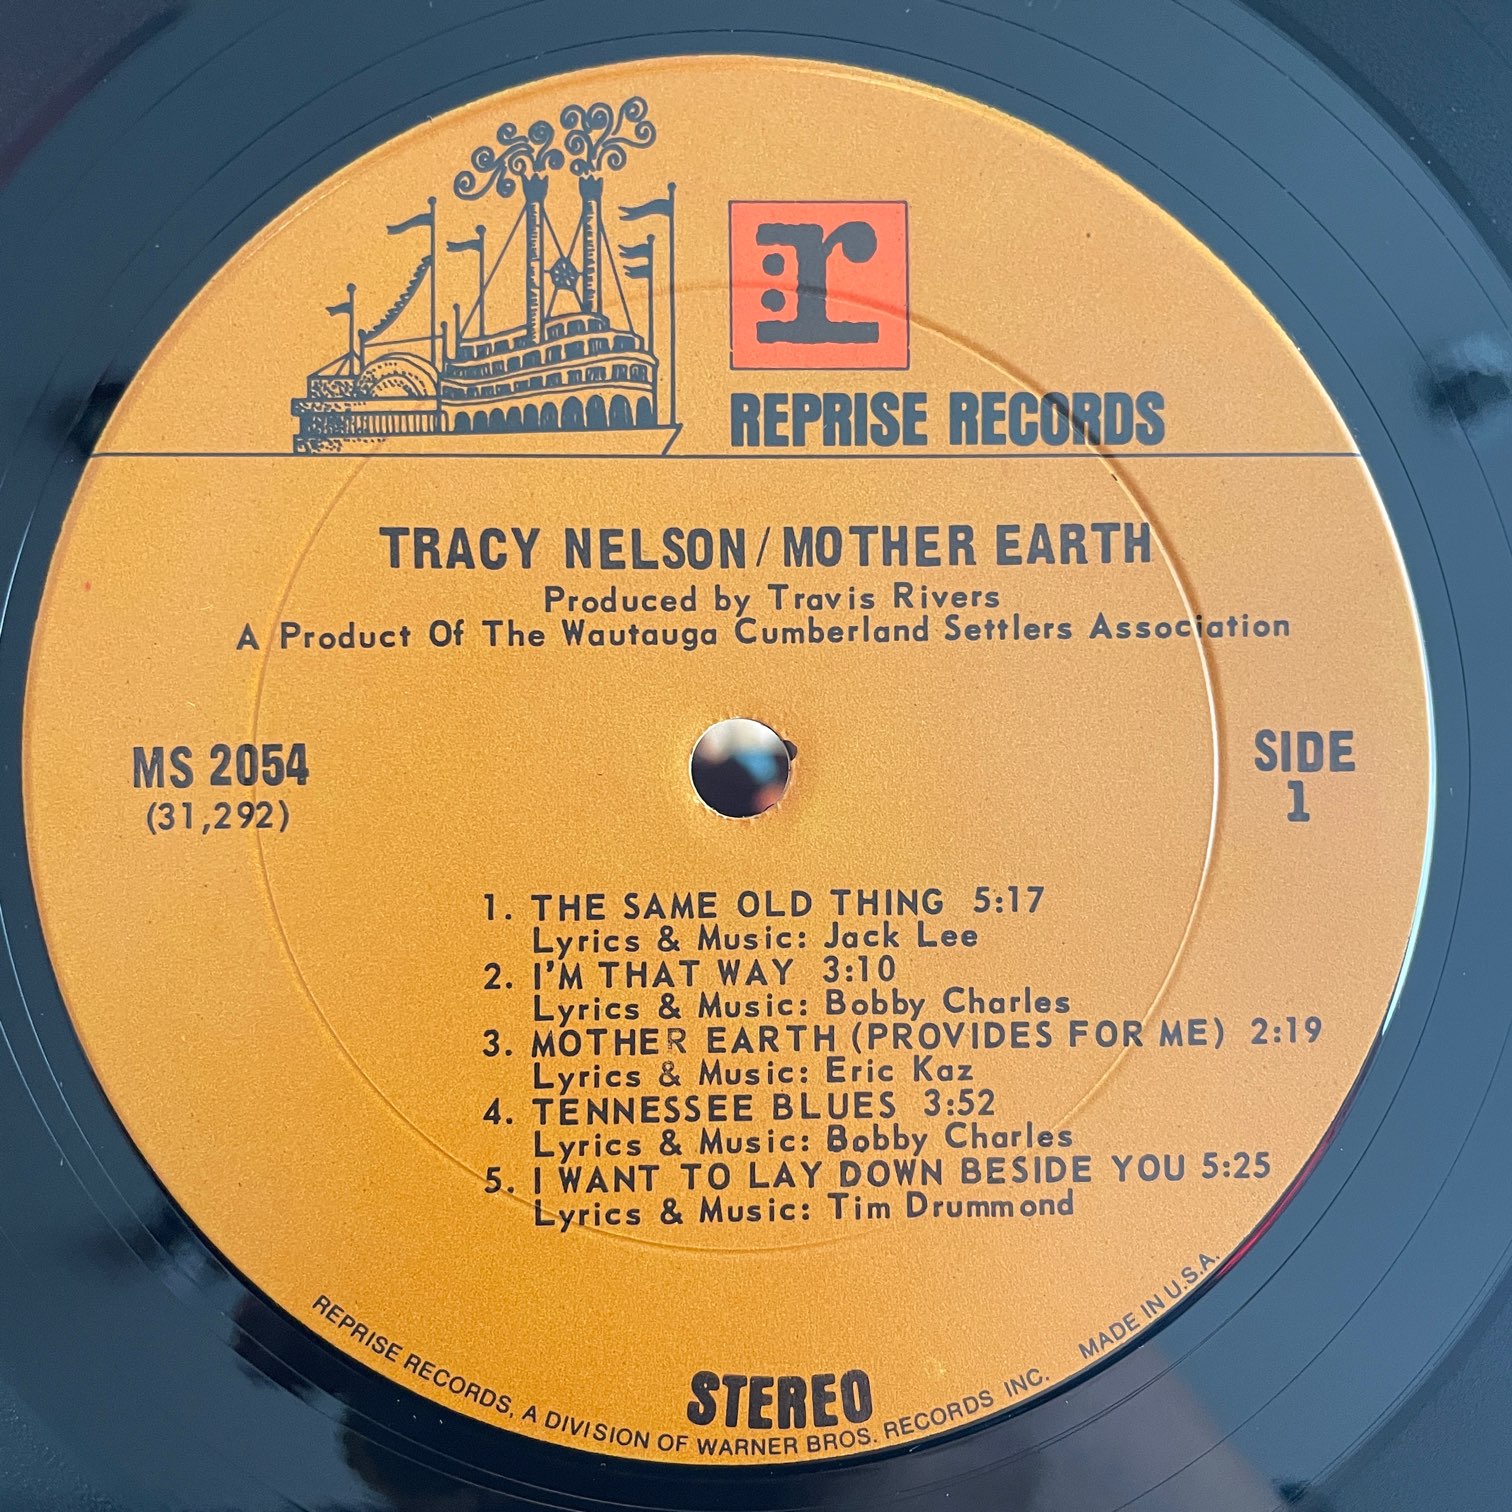 r:
REPRISE RECORDS
TRACY NELSON/MOTHER EARTH
Produced by Travis Rivers
A Product Of The Wautauga Cumberland Settlers Association
MS 2054
(31,292)
SIDE
1
1. THE SAME OLD THING 5:17
Lyrics & Music: Jack Lee
2. I'M THAT WAY 3:10
Lyrics & Music: Bobby Charles
3. MOTHER EARTH (PROVIDES FOR ME) 2:19
Lyrics & Music: Eric Kaz
4. TENNESSEE BLUES 3:52
Lyrics & Music: Bobby Charles
5. I WANT TO LAY DOWN BESIDE YOU 5:25
Lyrics & Music: Tim Drummond
STEREO
REPRISE RECORDS, A DIVISION OF WARNER BROS. RECORDS INC. MADE IN U.S.A.